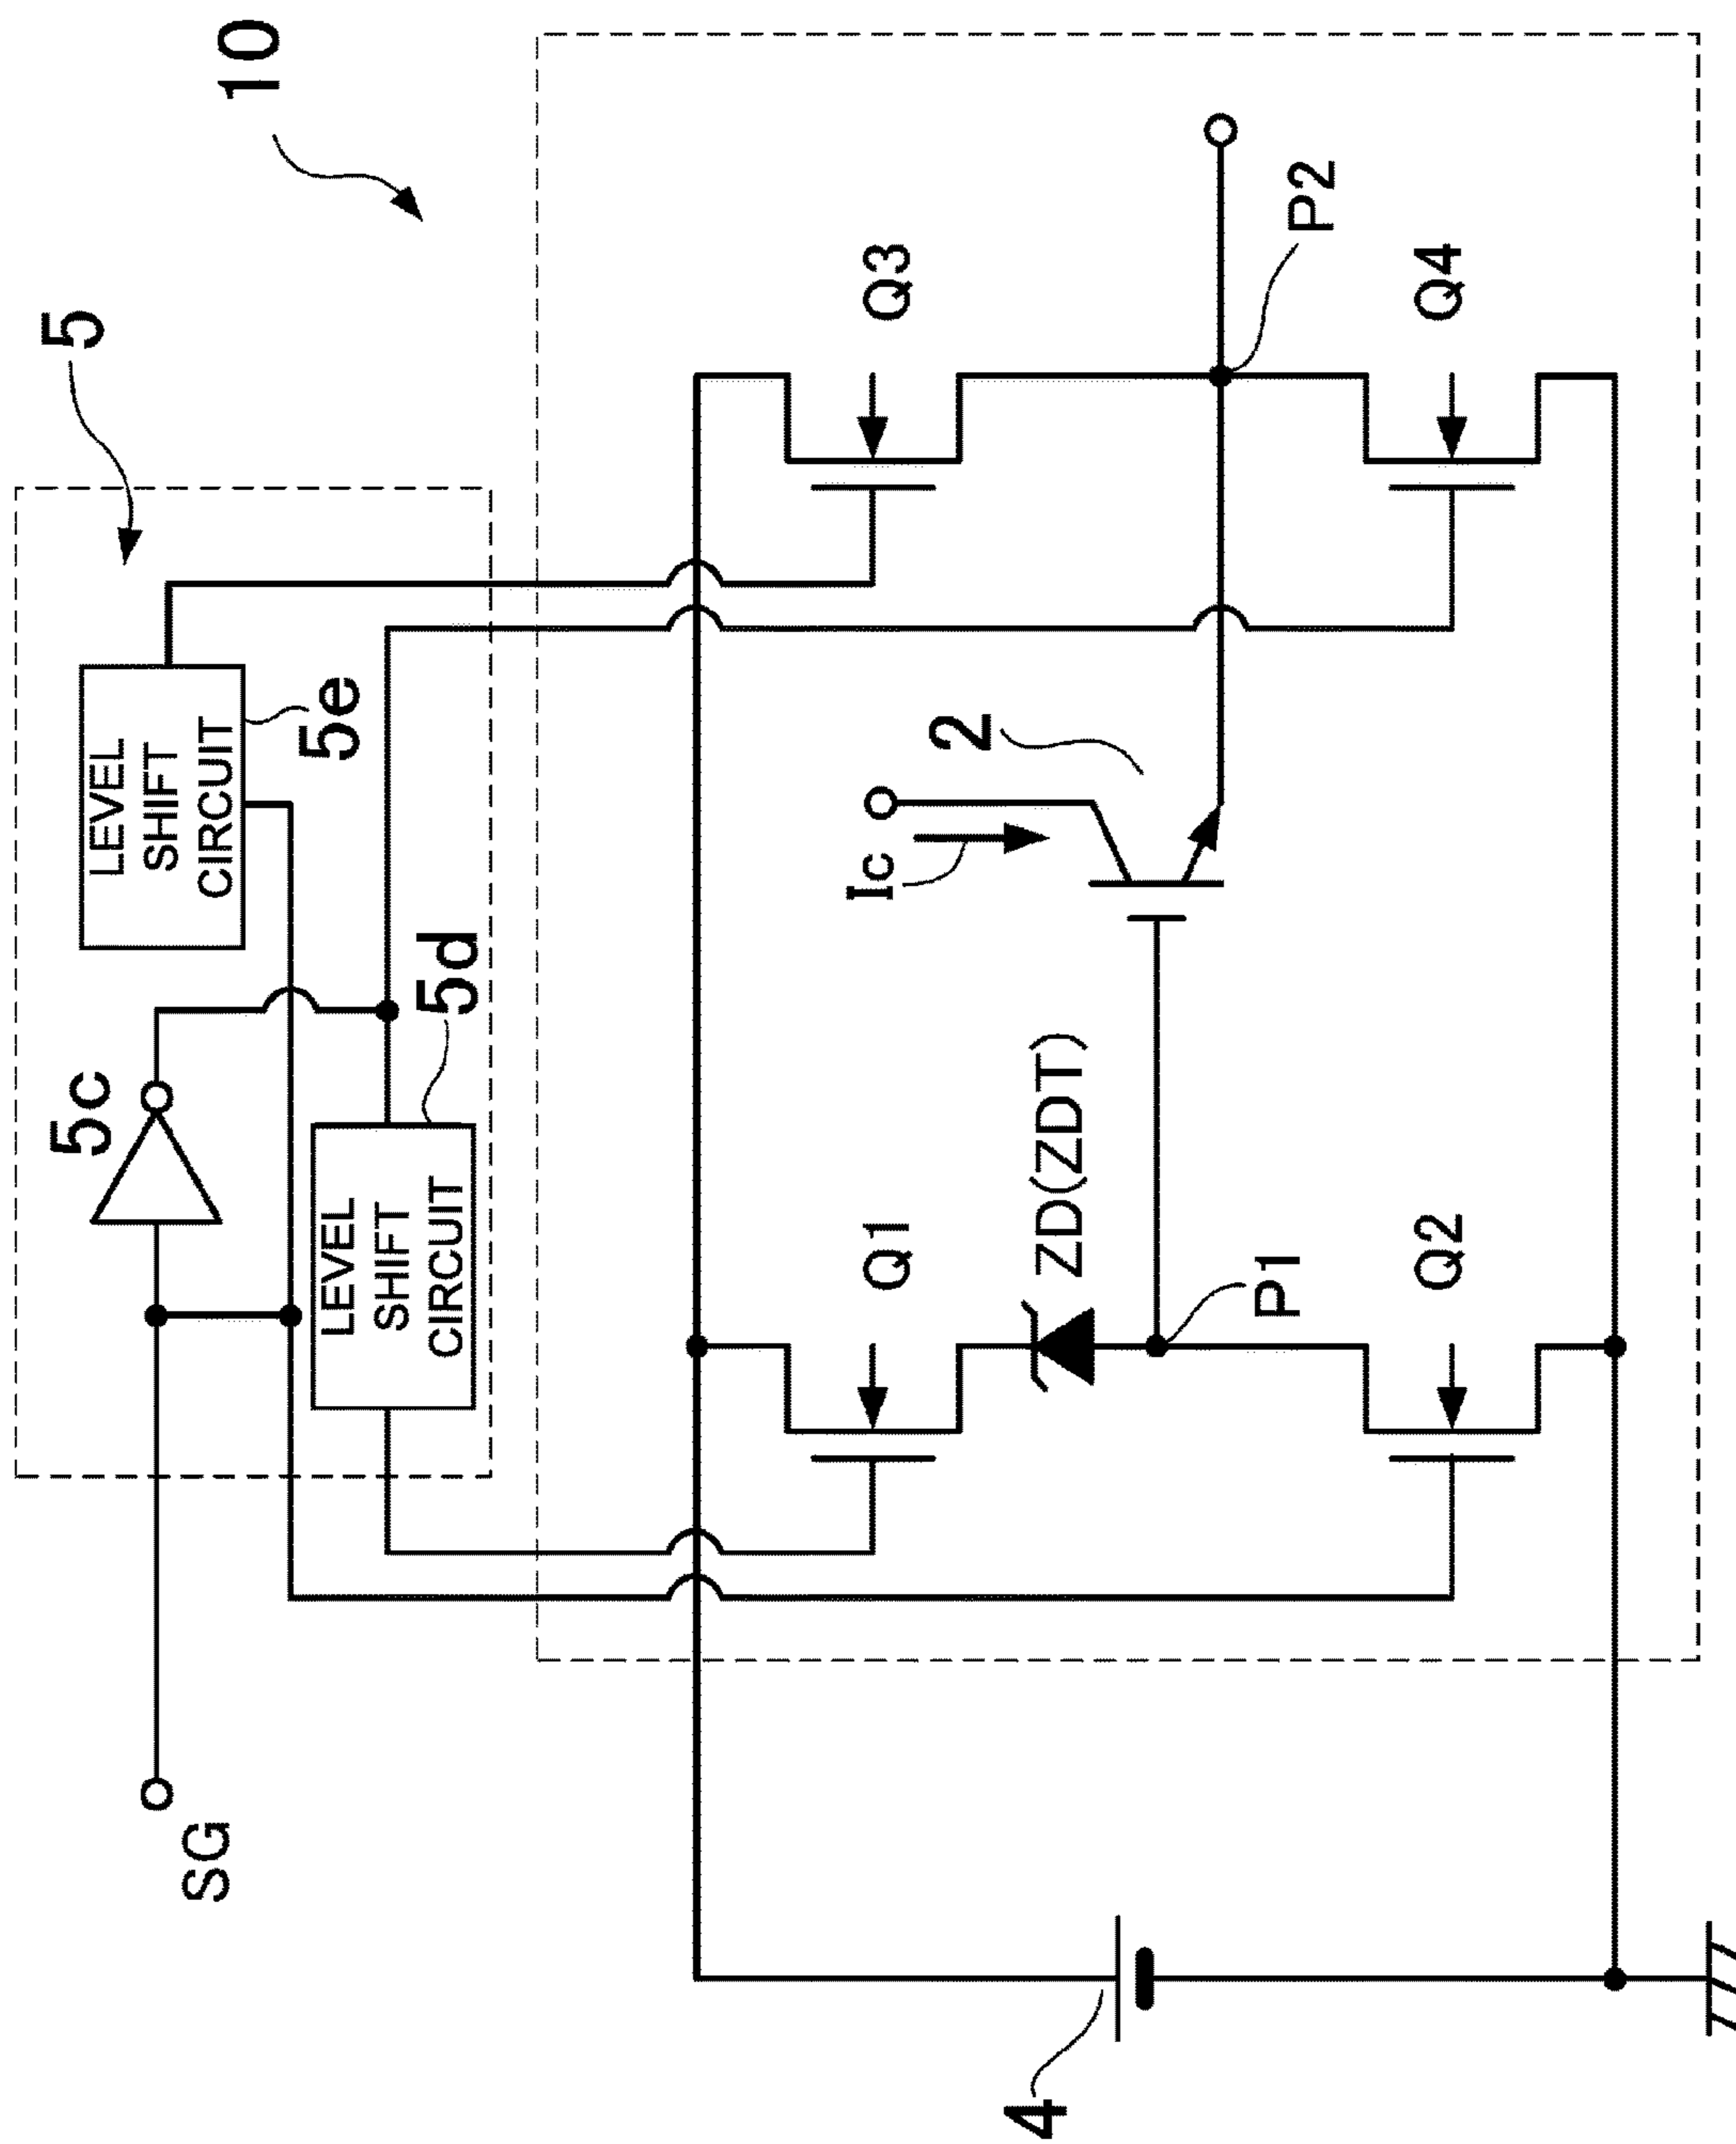 10
5
SG
5c
LEVEL
SHIFT
CIRCUIT
5e
LEVEL
SHIFT
CIRCUIT
5d
Q1
Q3
Ic
2
ZD(ZDT)
4
P1
P2
Q2
Q4